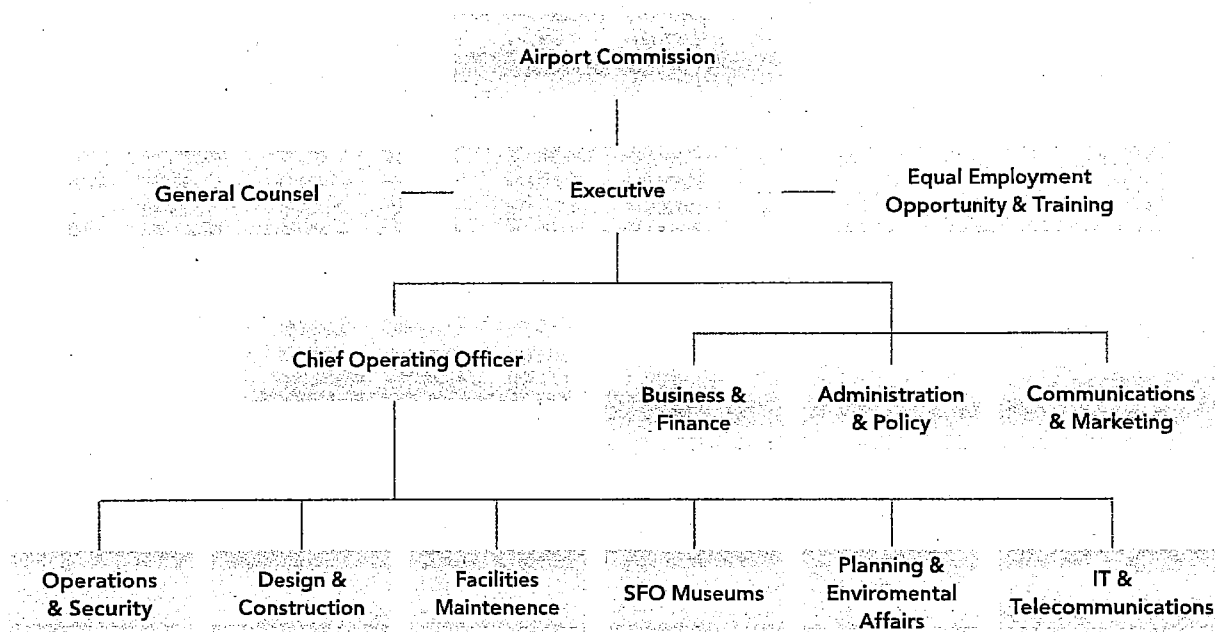 Airport Commission
General Counsel
Executive
Equal Employment
Opportunity & Training
Chief Operating Officer
Business &
Finance
Administration
& Policy
Communications
& Marketing
Operations
& Security
Design &
Construction
Facilities
Maintenence
SFO Museums
Planning &
Enviromental
Affairs
IT &
Telecommunications